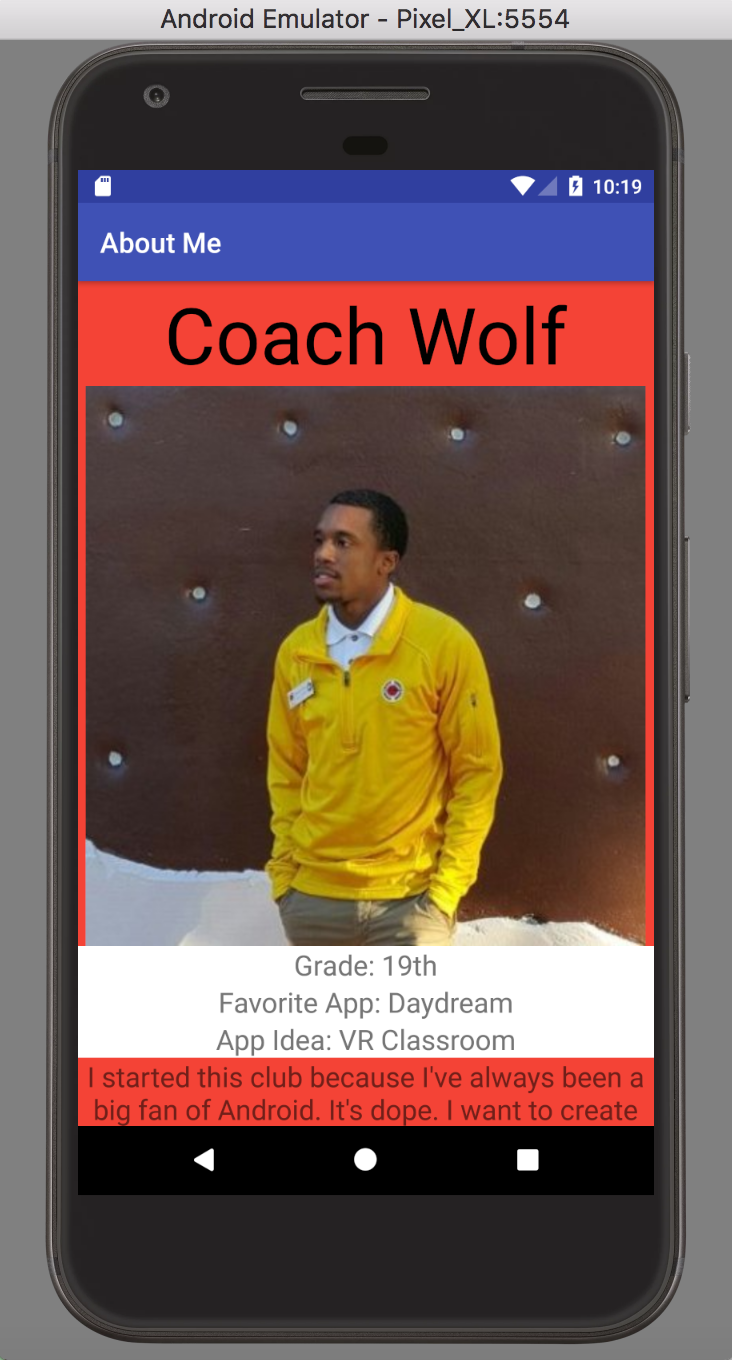 Android Emulator - Pixel_XL:5554
10:19
About Me
Coach Wolf
Grade: 19th
Favorite App: Daydream
App Idea: VR Classroom
I started this club because I've always been a
big fan of Android. It's dope. I want to create